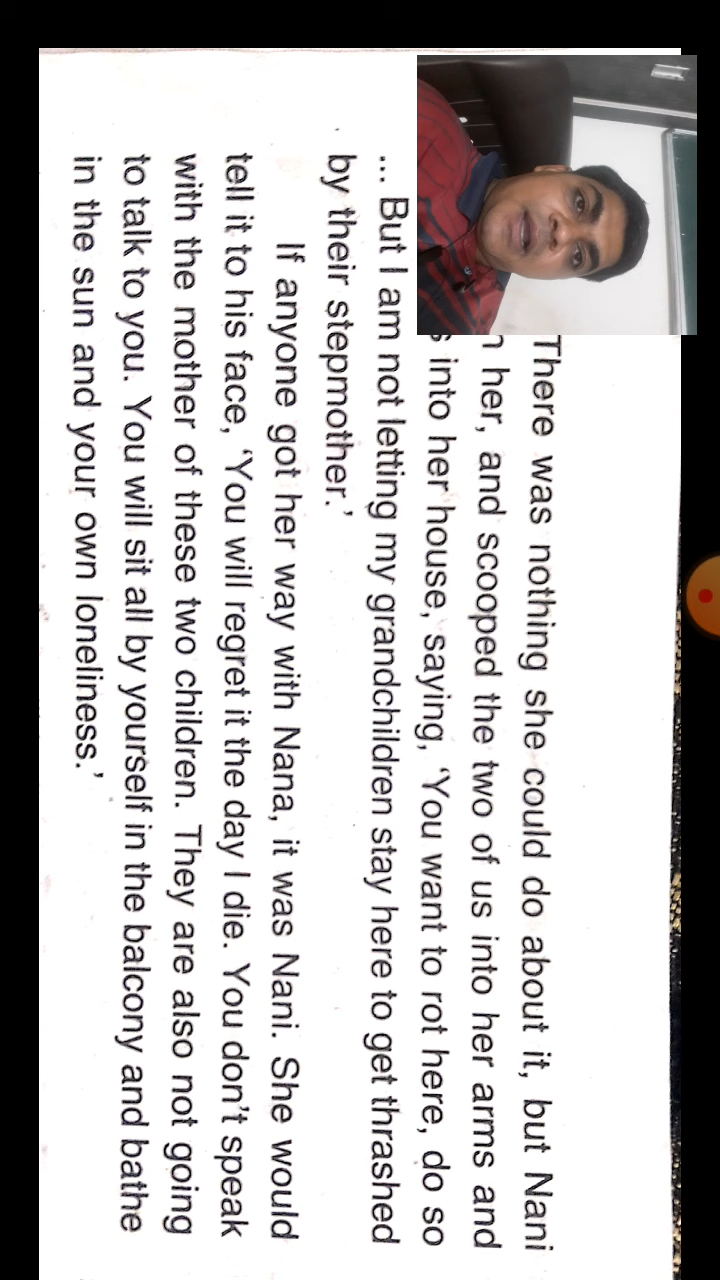 There was nothing she could do about it, but Nani
her, and scooped the two of us into her arms and
into her house, saying, ‘You want to rot here, do so
... But I am not letting my grandchildren stay here to get thrashed
by their stepmother.’
If anyone got her way with Nana, it was Nani. She would
tell it to his face, ‘You will regret it the day I die. You don’t speak
with the mother of these two children. They are also not going
to talk to you. You will sit all by yourself in the balcony and bathe
in the sun and your own loneliness.’